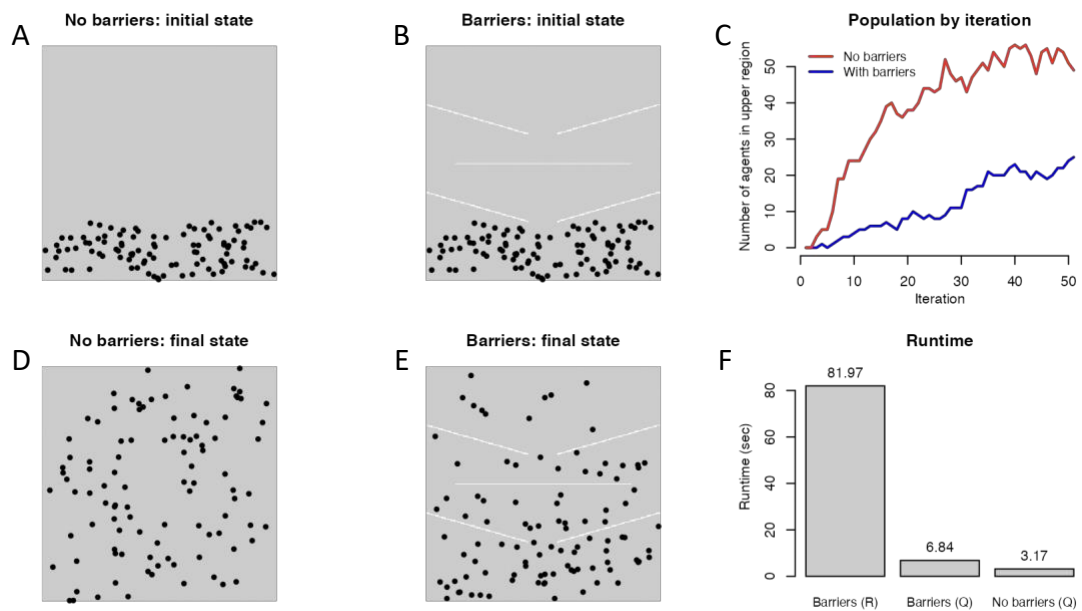 A
No barriers: initial state
B
Barriers: initial state
C
Population by iteration
No barriers
With barriers
Number of agents in upper region
0
10
20
30
40
50
0
10
20
30
40
50
Iteration
D
No barriers: final state
E
Barriers: final state
F
Runtime
81.97
6.84
3.17
Runtime (sec)
0
20
40
60
80
Barriers (R)
Barriers (Q)
No barriers (Q)